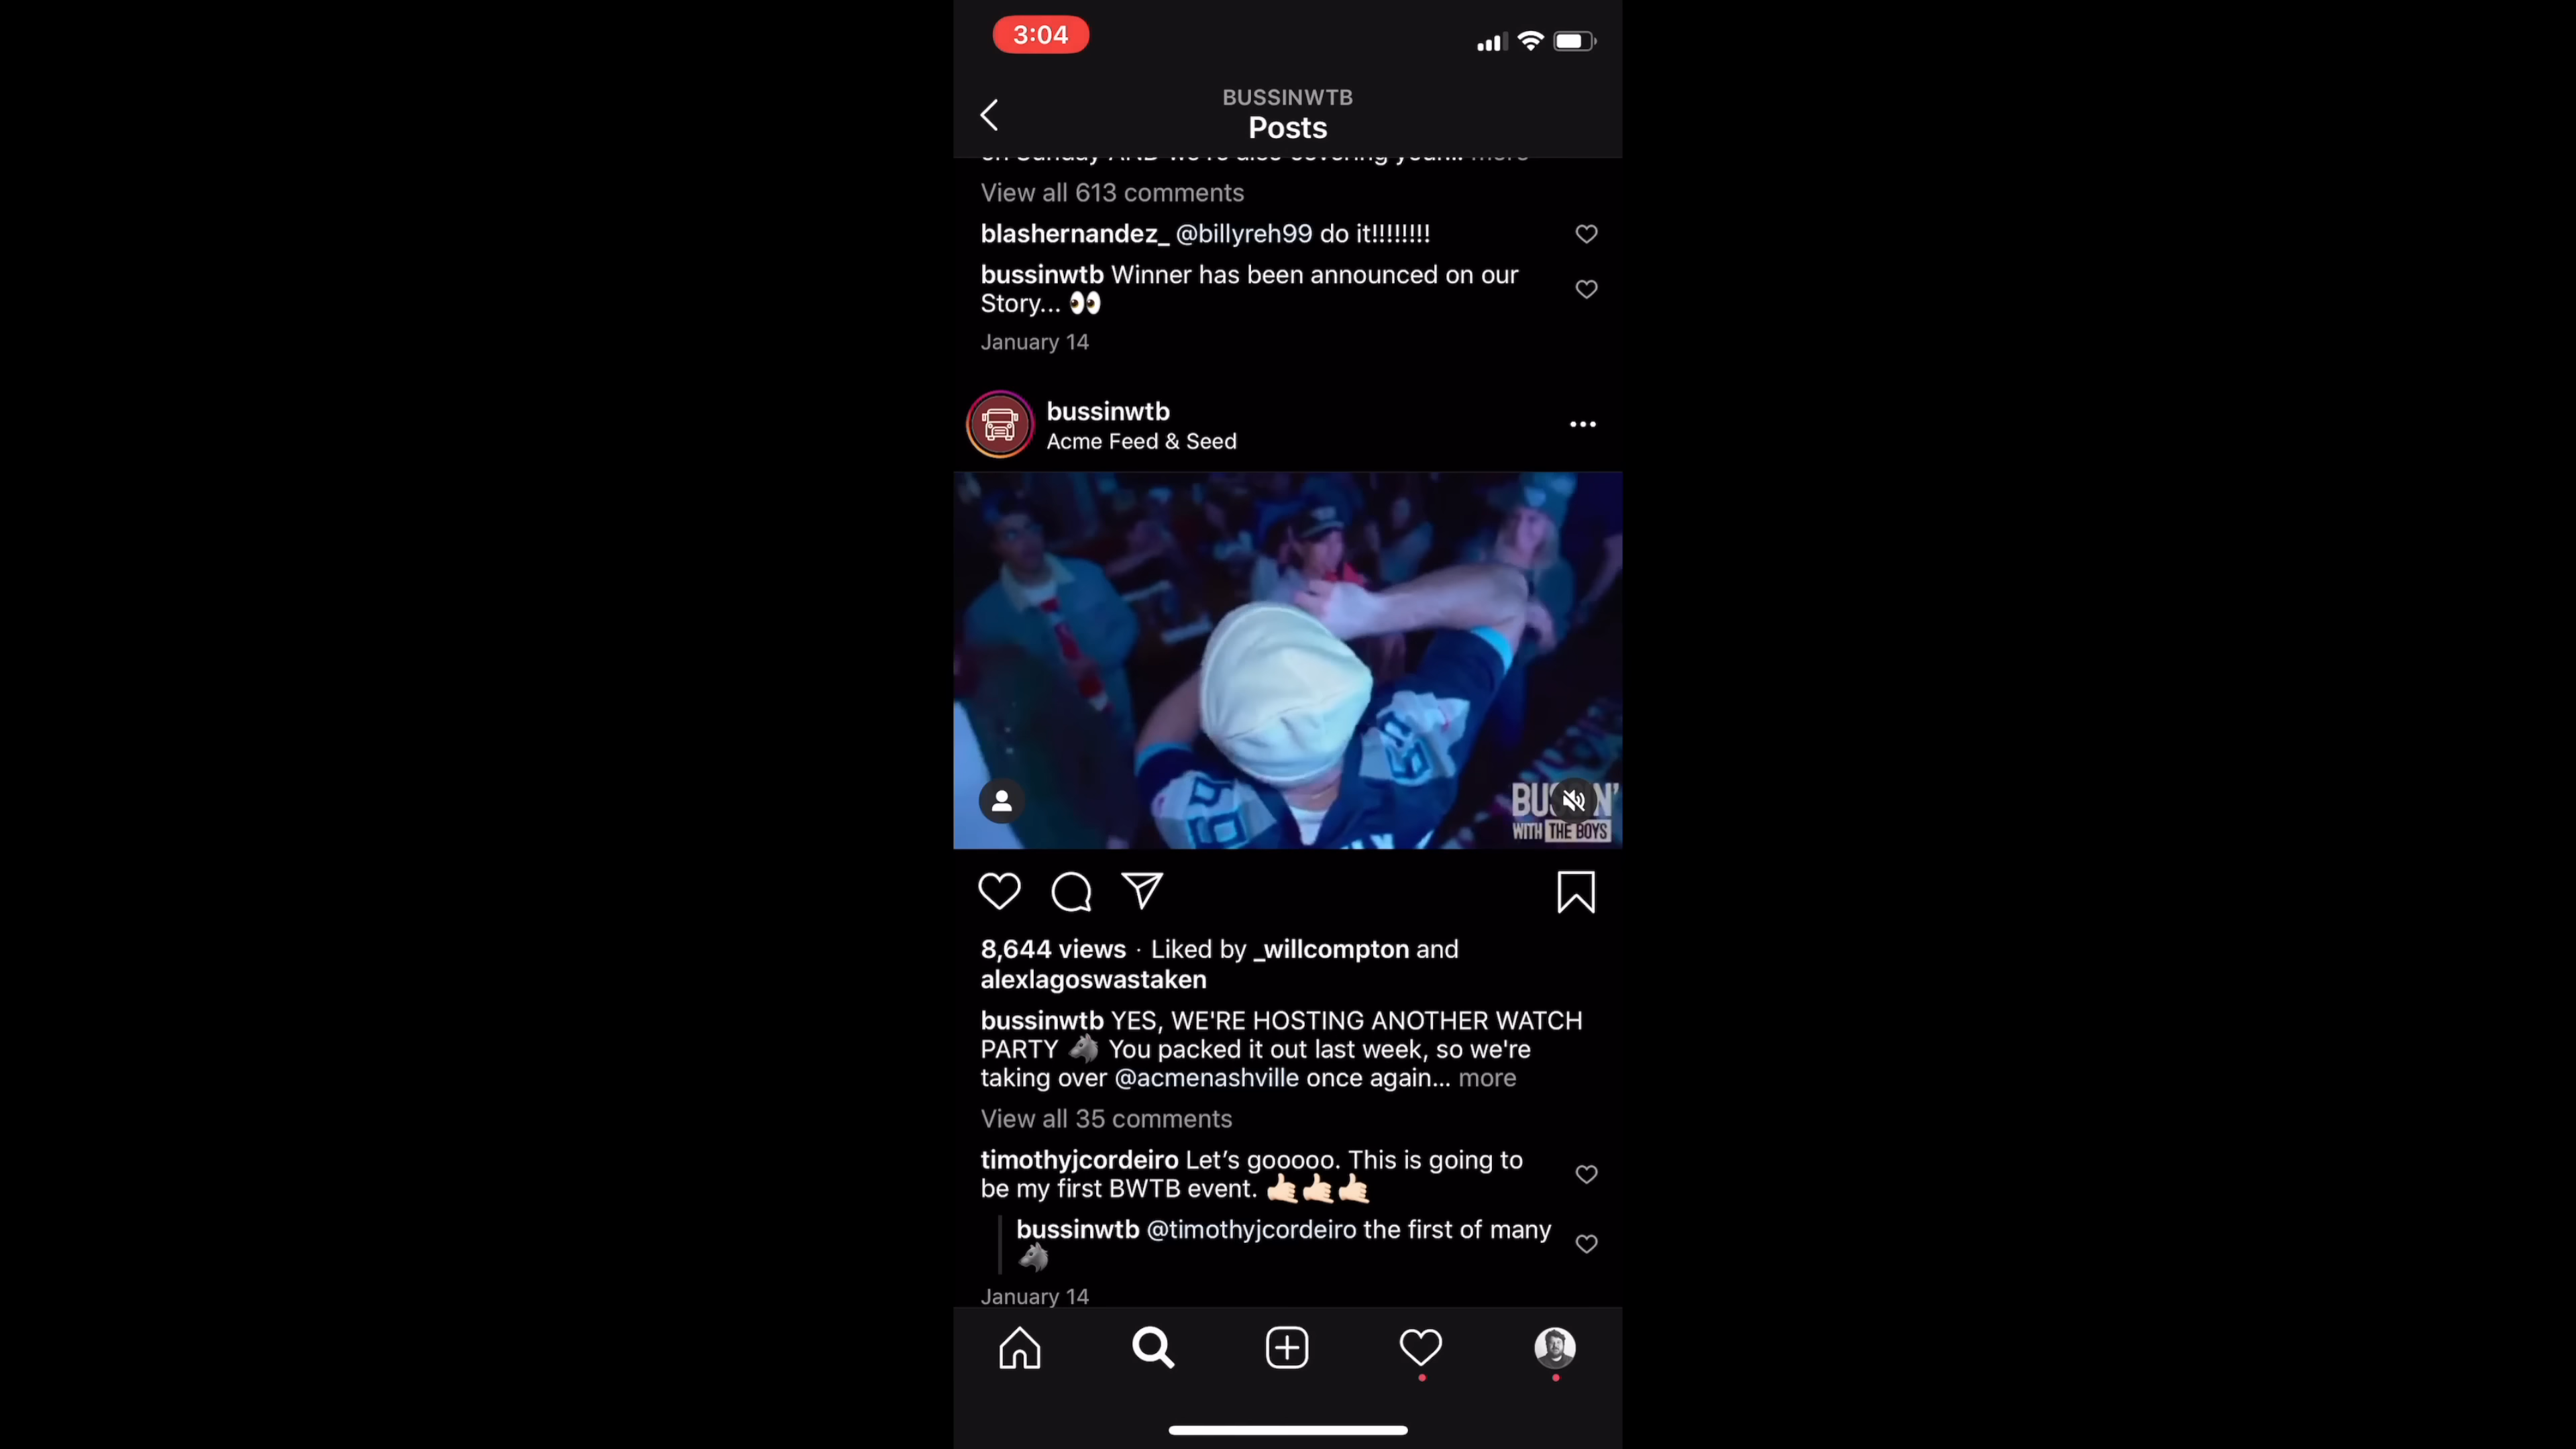 3:04
BUSSINWTB
Posts
View all 613 comments
blashernandez_ @billyreh99 do it!!!!!!!!
bussinwtb Winner has been announced on our
Story... 👀
January 14
bussinwtb
Acme Feed & Seed
WITH THE BOYS
8,644 views · Liked by _willcompton and
alexlagoswastaken
bussinwtb YES, WE'RE HOSTING ANOTHER WATCH
PARTY 🐺 You packed it out last week, so we're
taking over @acmenashville once again... more
View all 35 comments
timothyjcordeiro Let's gooooo. This is going to
be my first BWTB event. 🤙🏻🤙🏻🤙🏻
bussinwtb @timothyjcordeiro the first of many
🐺
January 14